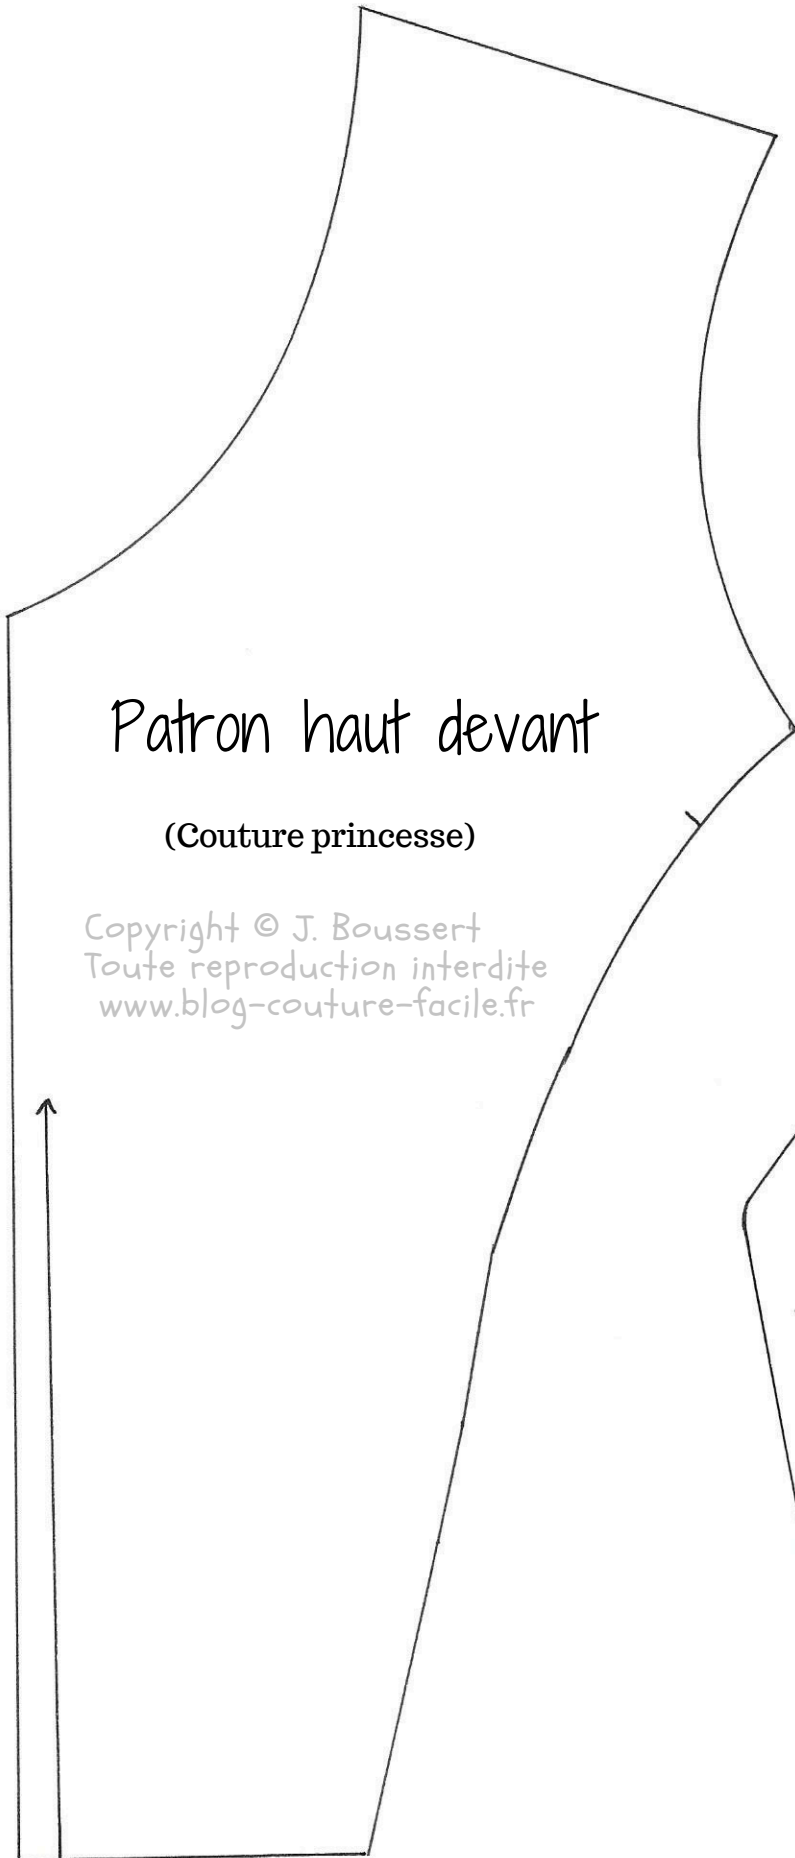 Patron haut devant
(Couture princesse)
Copyright © J. Boussert
Toute reproduction interdite
www.blog-couture-facile.fr